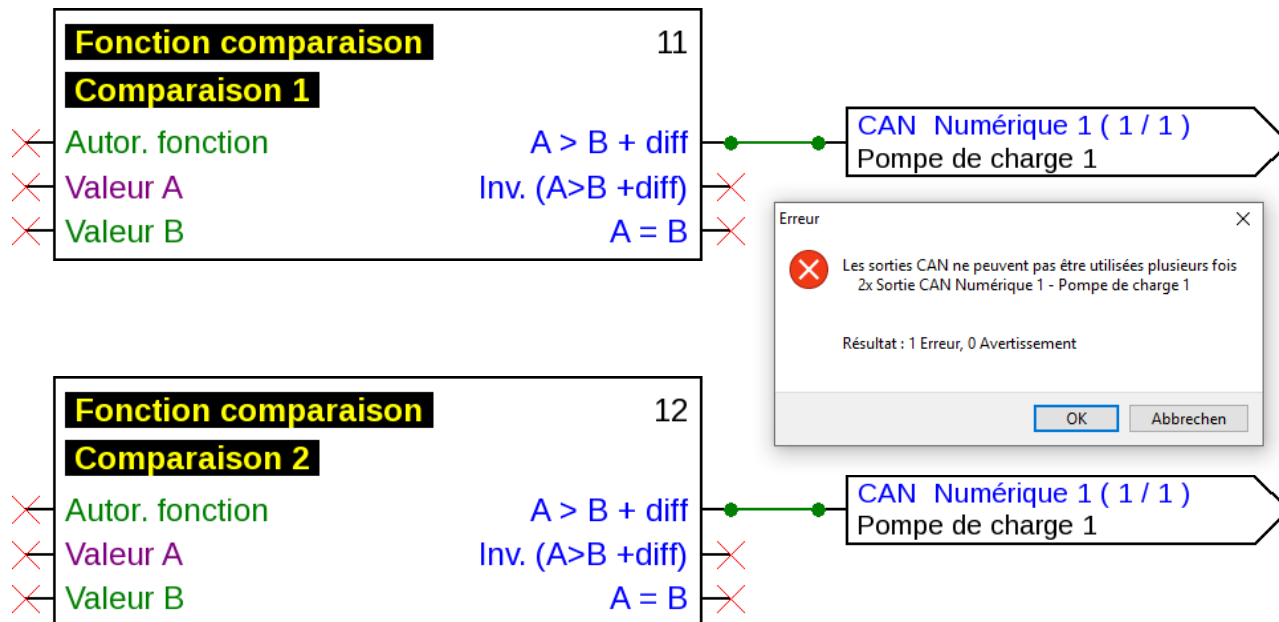 Fonction comparaison 11
Comparaison 1
Autor. fonction A > B + diff
Valeur A Inv. (A>B +diff)
Valeur B A = B
CAN Numérique 1 ( 1 / 1 )
Pompe de charge 1
Erreur
Les sorties CAN ne peuvent pas être utilisées plusieurs fois
2x Sortie CAN Numérique 1 - Pompe de charge 1
Résultat : 1 Erreur, 0 Avertissement
OK Abbrechen
Fonction comparaison 12
Comparaison 2
Autor. fonction A > B + diff
Valeur A Inv. (A>B +diff)
Valeur B A = B
CAN Numérique 1 ( 1 / 1 )
Pompe de charge 1